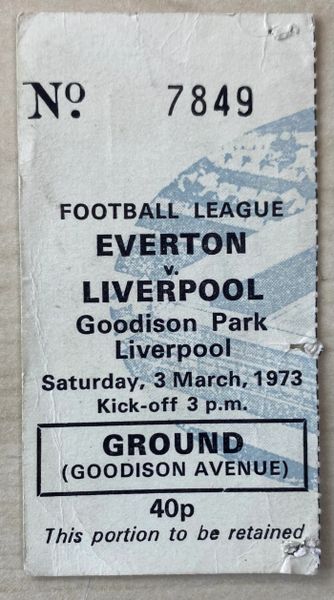 Nº. 7849
FOOTBALL LEAGUE
EVERTON
v.
LIVERPOOL
Goodison Park
Liverpool
Saturday, 3 March, 1973
Kick-off 3 p.m.
GROUND
(GOODISON AVENUE)
40p
This portion to be retained